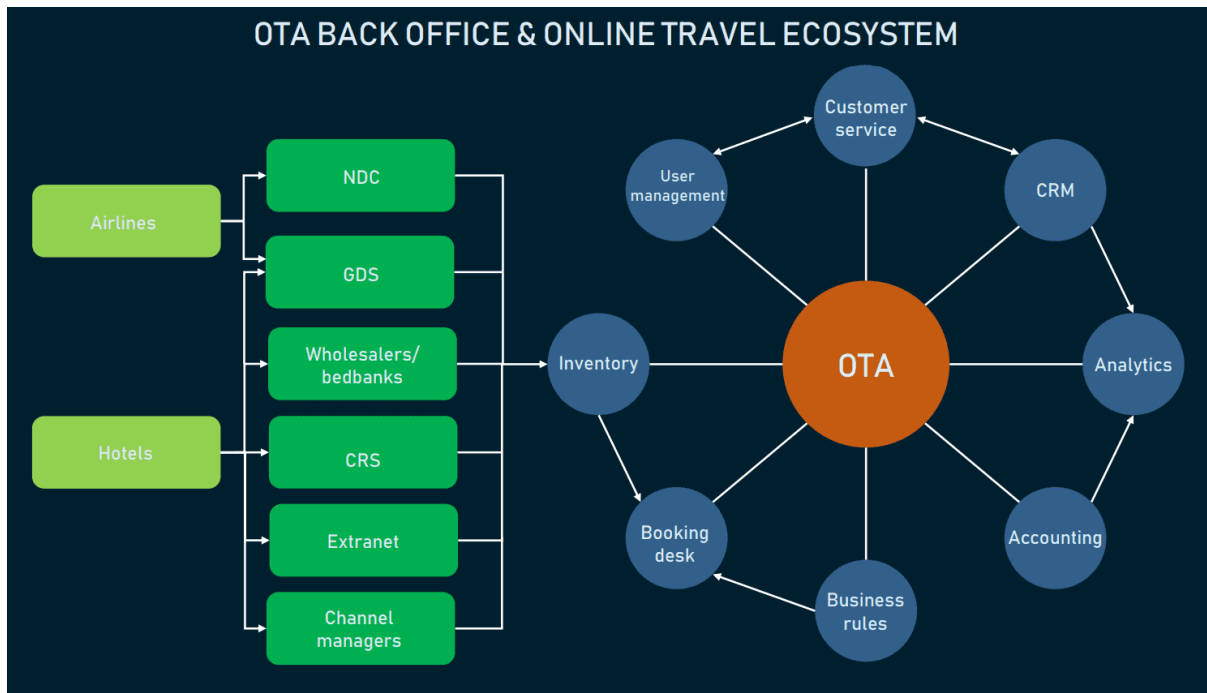 OTA BACK OFFICE & ONLINE TRAVEL ECOSYSTEM
Airlines
Hotels
NDC
GDS
Wholesalers/
bedbanks
CRS
Extranet
Channel
managers
Inventory
User
management
Customer
service
CRM
Analytics
Accounting
Business
rules
Booking
desk
OTA